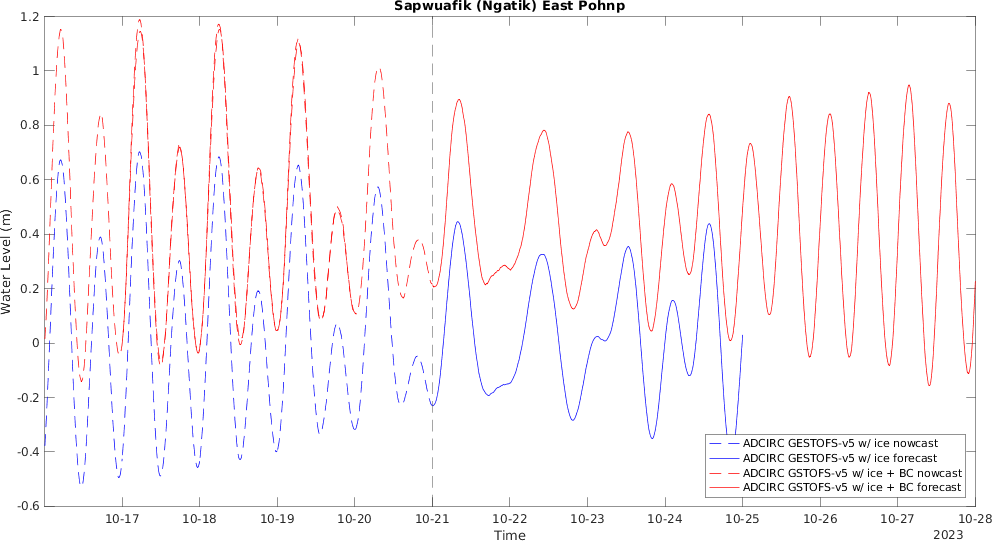 Sapwuafik (Ngatik) East Pohnp
1.2
1
0.8
0.6
0.4
0.2
0
-0.2
-0.4
-0.6
Water Level (m)
ADCIRC GESTOFS-v5 w/ ice nowcast
ADCIRC GESTOFS-v5 w/ ice forecast
ADCIRC GSTOFS-v5 w/ ice + BC nowcast
ADCIRC GSTOFS-v5 w/ ice + BC forecast
10-17 10-18 10-19 10-20 10-21 10-22 10-23 10-24 10-25 10-26 10-27 10-28
Time
2023